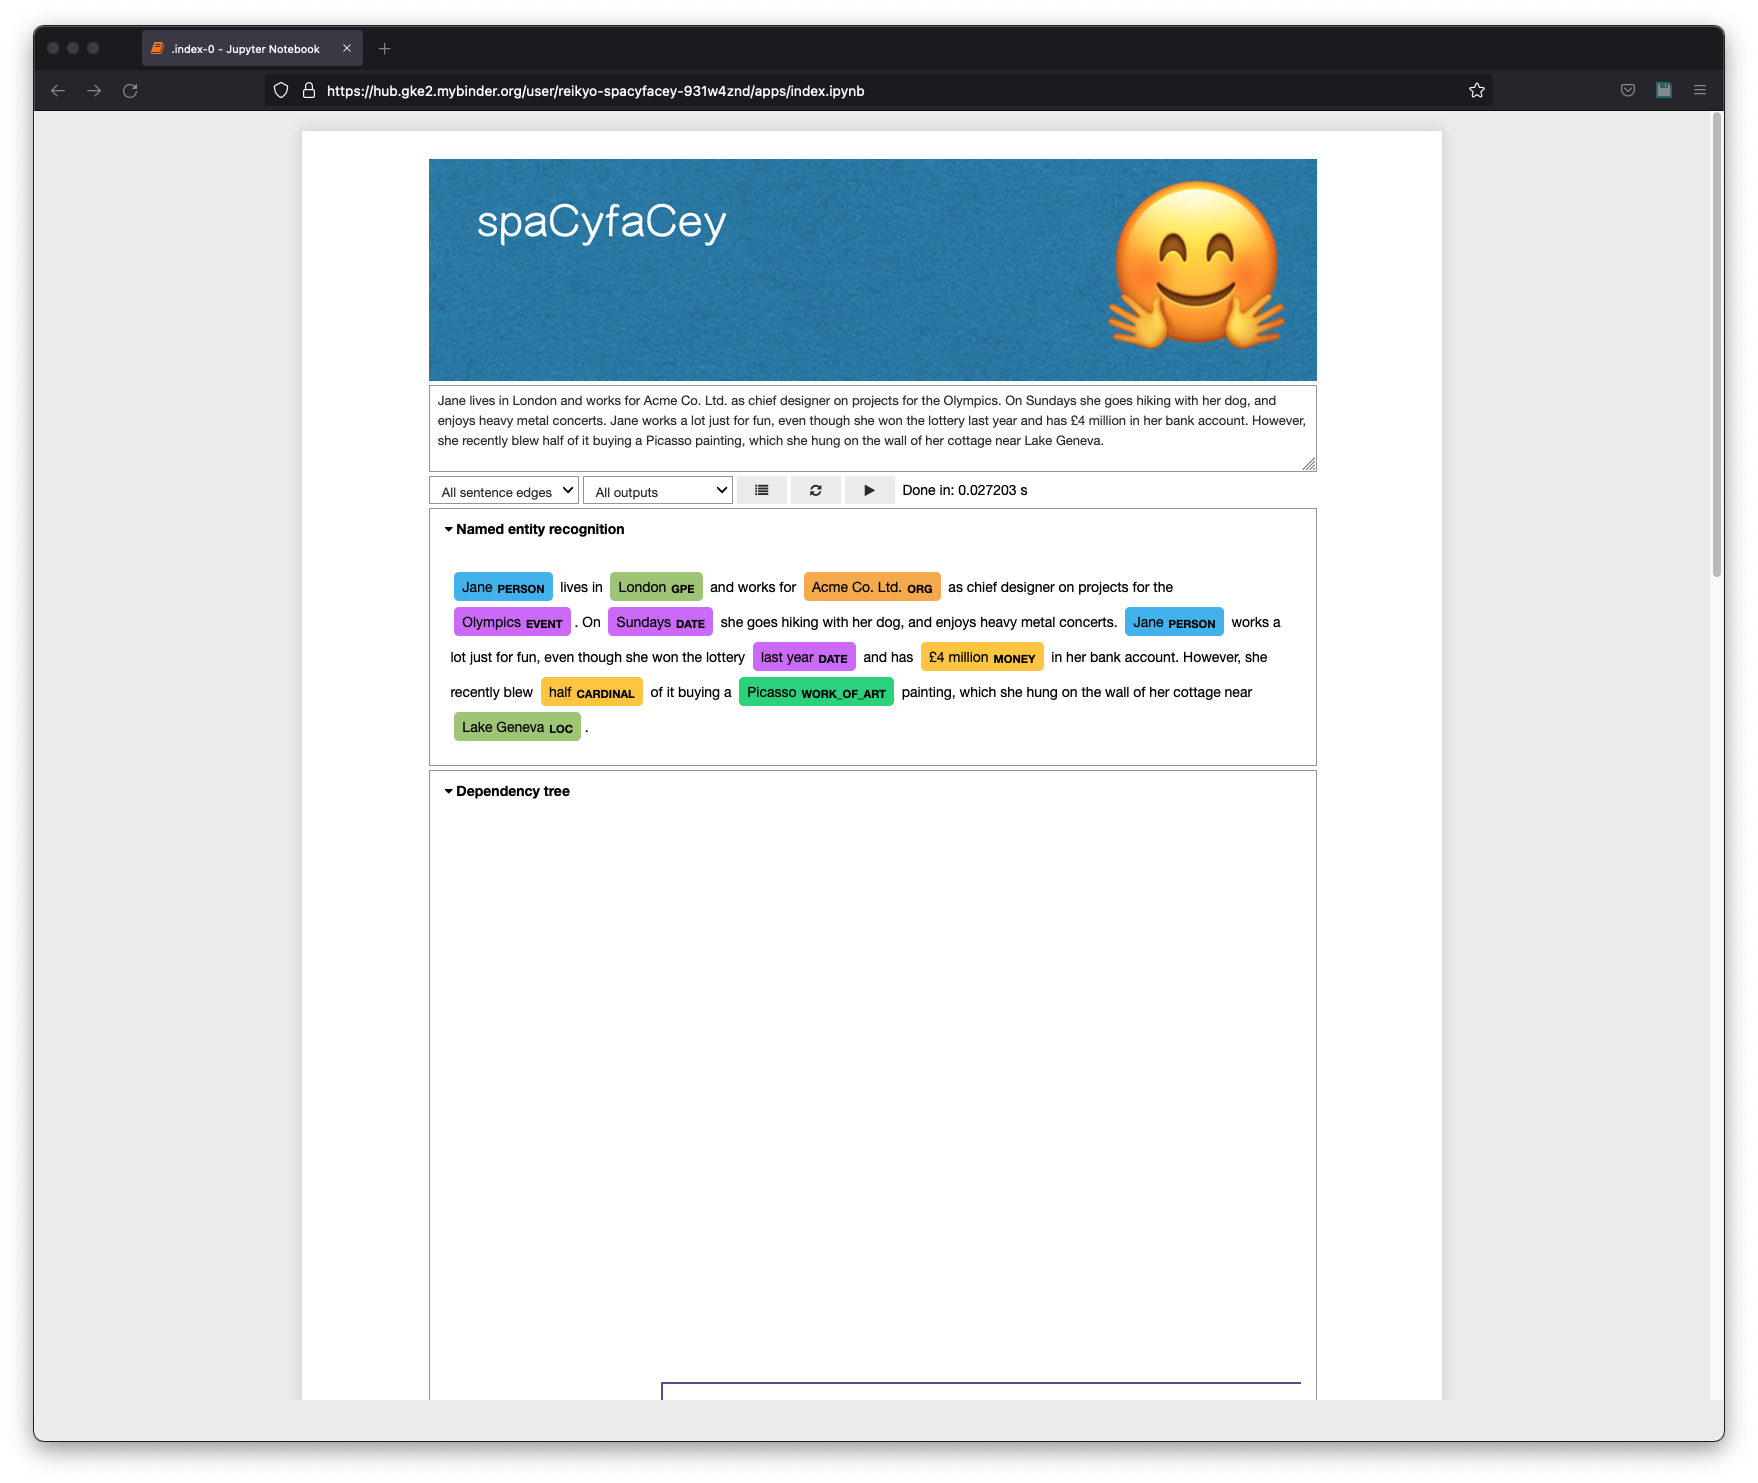 .index-0 - Jupyter Notebook
https://hub.gke2.mybinder.org/user/reikyo-spacyfacey-931w4znd/apps/index.ipynb
spaCyfaCey
Jane lives in London and works for Acme Co. Ltd. as chief designer on projects for the Olympics. On Sundays she goes hiking with her dog, and
enjoys heavy metal concerts. Jane works a lot just for fun, even though she won the lottery last year and has £4 million in her bank account. However,
she recently blew half of it buying a Picasso painting, which she hung on the wall of her cottage near Lake Geneva.
All sentence edges All outputs Done in: 0.027203 s
Named entity recognition
Jane PERSON lives in London GPE and works for Acme Co. Ltd. ORG as chief designer on projects for the
Olympics EVENT . On Sundays DATE she goes hiking with her dog, and enjoys heavy metal concerts. Jane PERSON works a
lot just for fun, even though she won the lottery last year DATE and has £4 million MONEY in her bank account. However, she
recently blew half CARDINAL of it buying a Picasso WORK_OF_ART painting, which she hung on the wall of her cottage near
Lake Geneva LOC .
Dependency tree